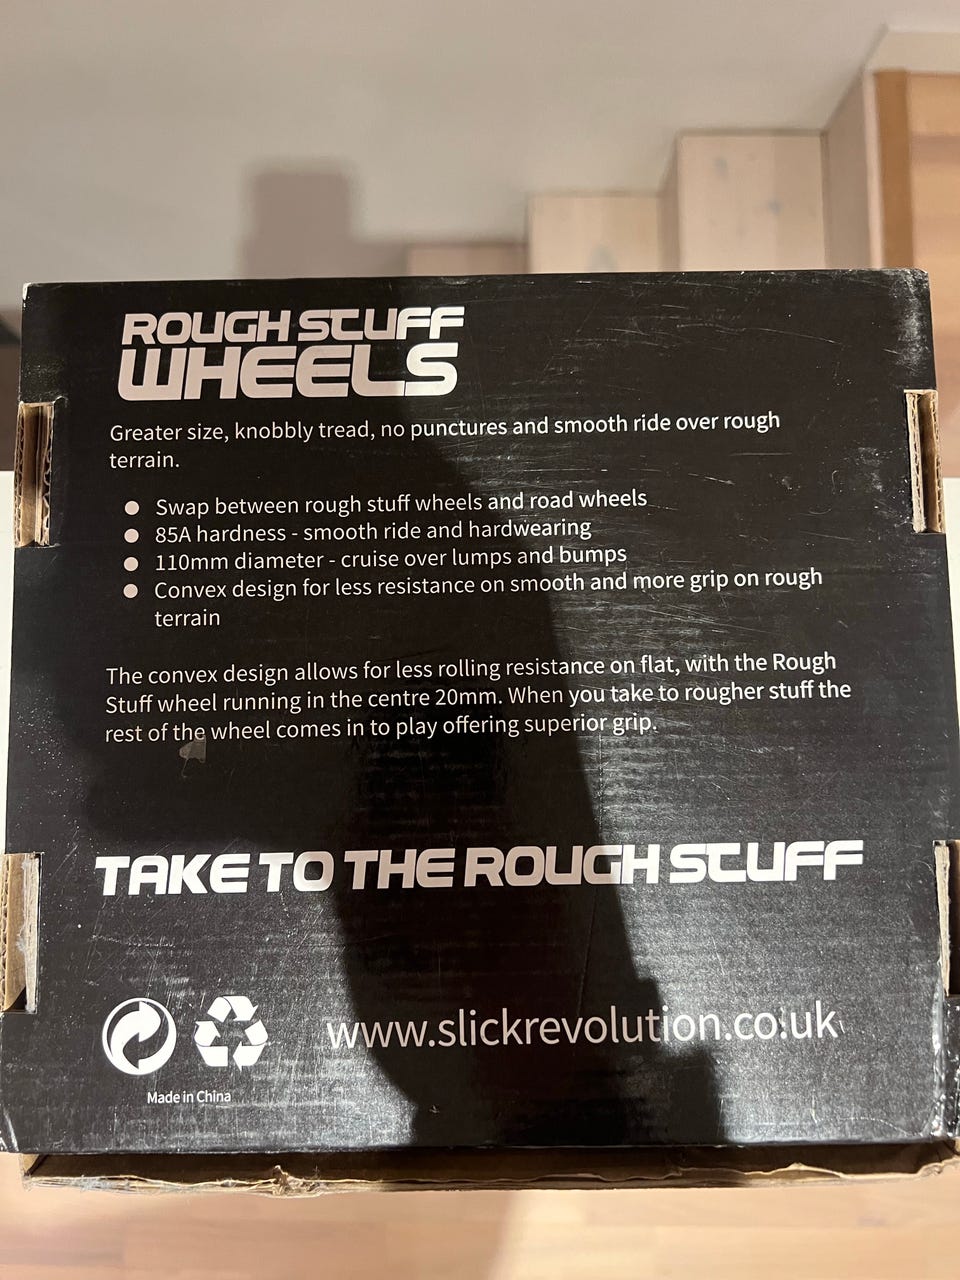 ROUGH STUFF
WHEELS
Greater size, knobbly tread, no punctures and smooth ride over rough
terrain.
● Swap between rough stuff wheels and road wheels
● 85A hardness - smooth ride and hardwearing
● 110mm diameter - cruise over lumps and bumps
● Convex design for less resistance on smooth and more grip on rough
terrain
The convex design allows for less rolling resistance on flat, with the Rough
Stuff wheel running in the centre 20mm. When you take to rougher stuff the
rest of the wheel comes in to play offering superior grip.
TAKE TO THE ROUGH STUFF
www.slickrevolution.co.uk
Made in China